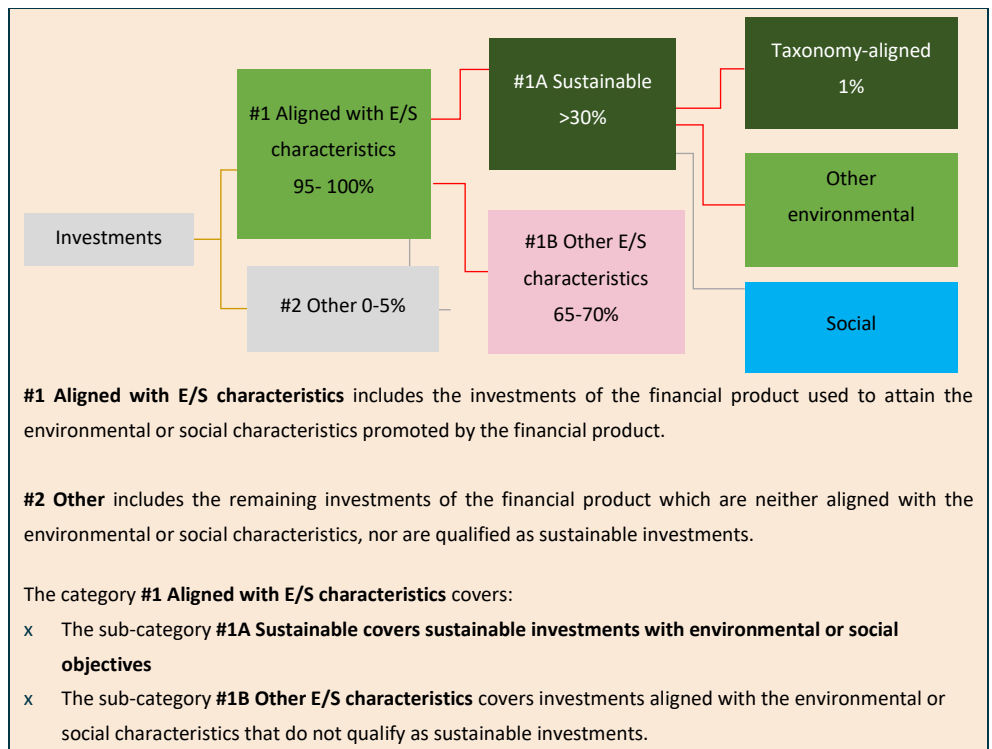 Investments
#1 Aligned with E/S
characteristics
95- 100%
#2 Other 0-5%
#1A Sustainable
>30%
#1B Other E/S
characteristics
65-70%
Taxonomy-aligned
1%
Other
environmental
Social
#1 Aligned with E/S characteristics includes the investments of the financial product used to attain the
environmental or social characteristics promoted by the financial product.
#2 Other includes the remaining investments of the financial product which are neither aligned with the
environmental or social characteristics, nor are qualified as sustainable investments.
The category #1 Aligned with E/S characteristics covers:
x The sub-category #1A Sustainable covers sustainable investments with environmental or social
objectives
x The sub-category #1B Other E/S characteristics covers investments aligned with the environmental or
social characteristics that do not qualify as sustainable investments.